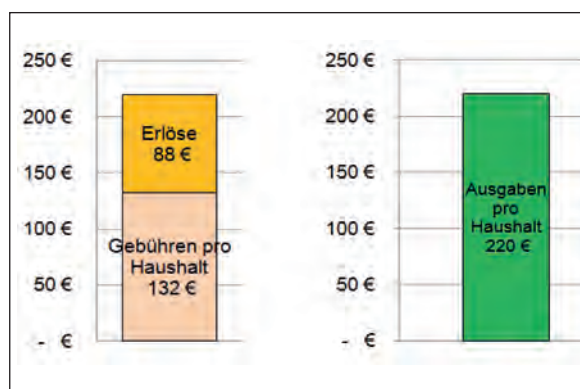 250 €
200 €
150 €
100 €
50 €
- €
Erlöse
88 €
Gebühren pro
Haushalt
132 €
250 €
200 €
150 €
100 €
50 €
- €
Ausgaben
pro
Haushalt
220 €